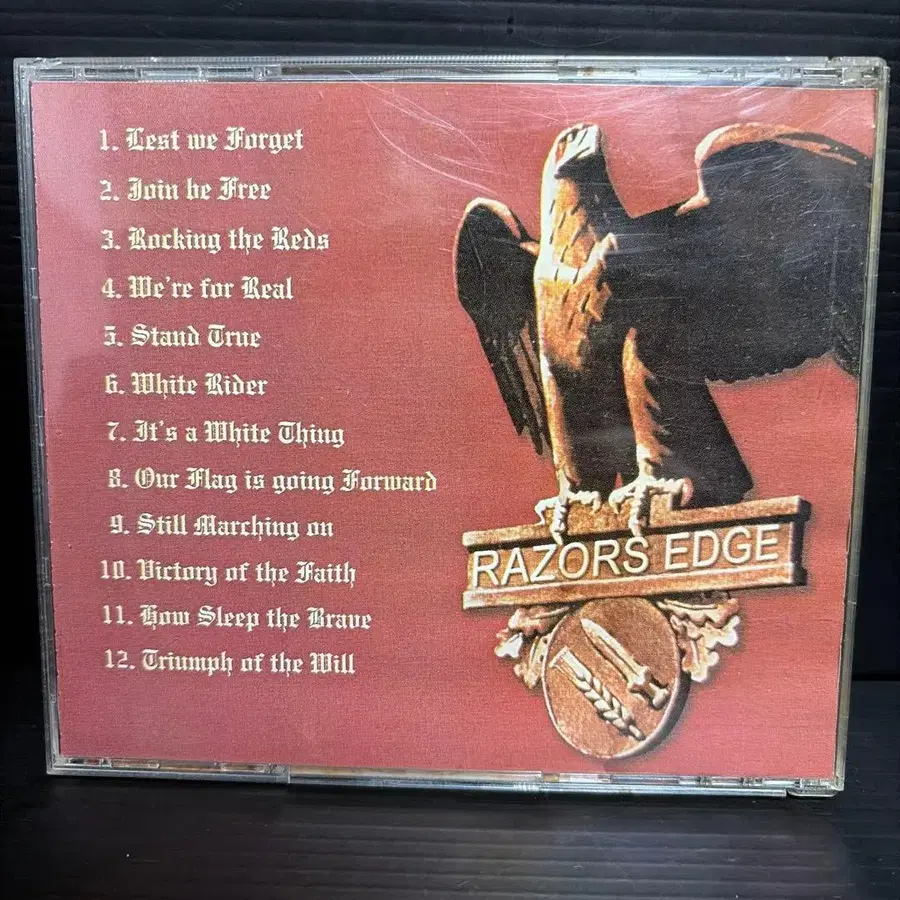 1. Lest we Forget
2. Join be Free
3. Rocking the Reds
4. We're for Real
5. Stand True
6. White Rider
7. It's a White Thing
8. Our Flag is going Forward
9. Still Marching on
10. Victory of the Faith
11. How Sleep the Brave
12. Triumph of the Will
RAZORS EDGE